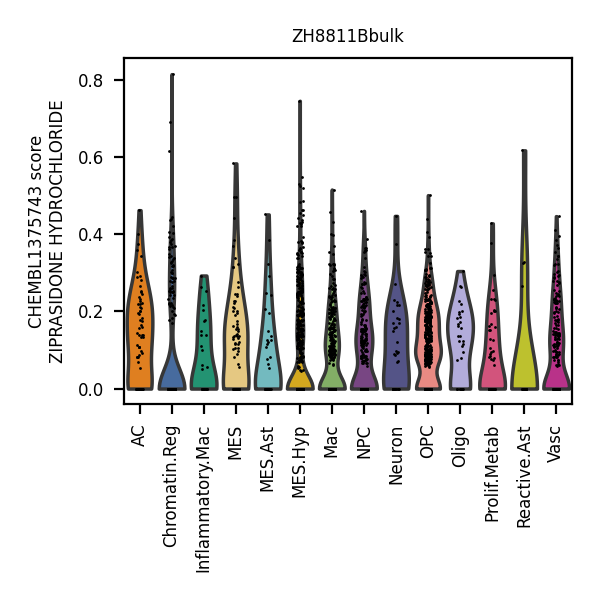 ZH8811Bbulk
CHEMBL1375743 score
ZIPRASIDONE HYDROCHLORIDE
0.8
0.6
0.4
0.2
0.0
AC
Chromatin.Reg
Inflammatory.Mac
MES
MES.Ast
MES.Hyp
Mac
NPC
Neuron
OPC
Oligo
Prolif.Metab
Reactive.Ast
Vasc